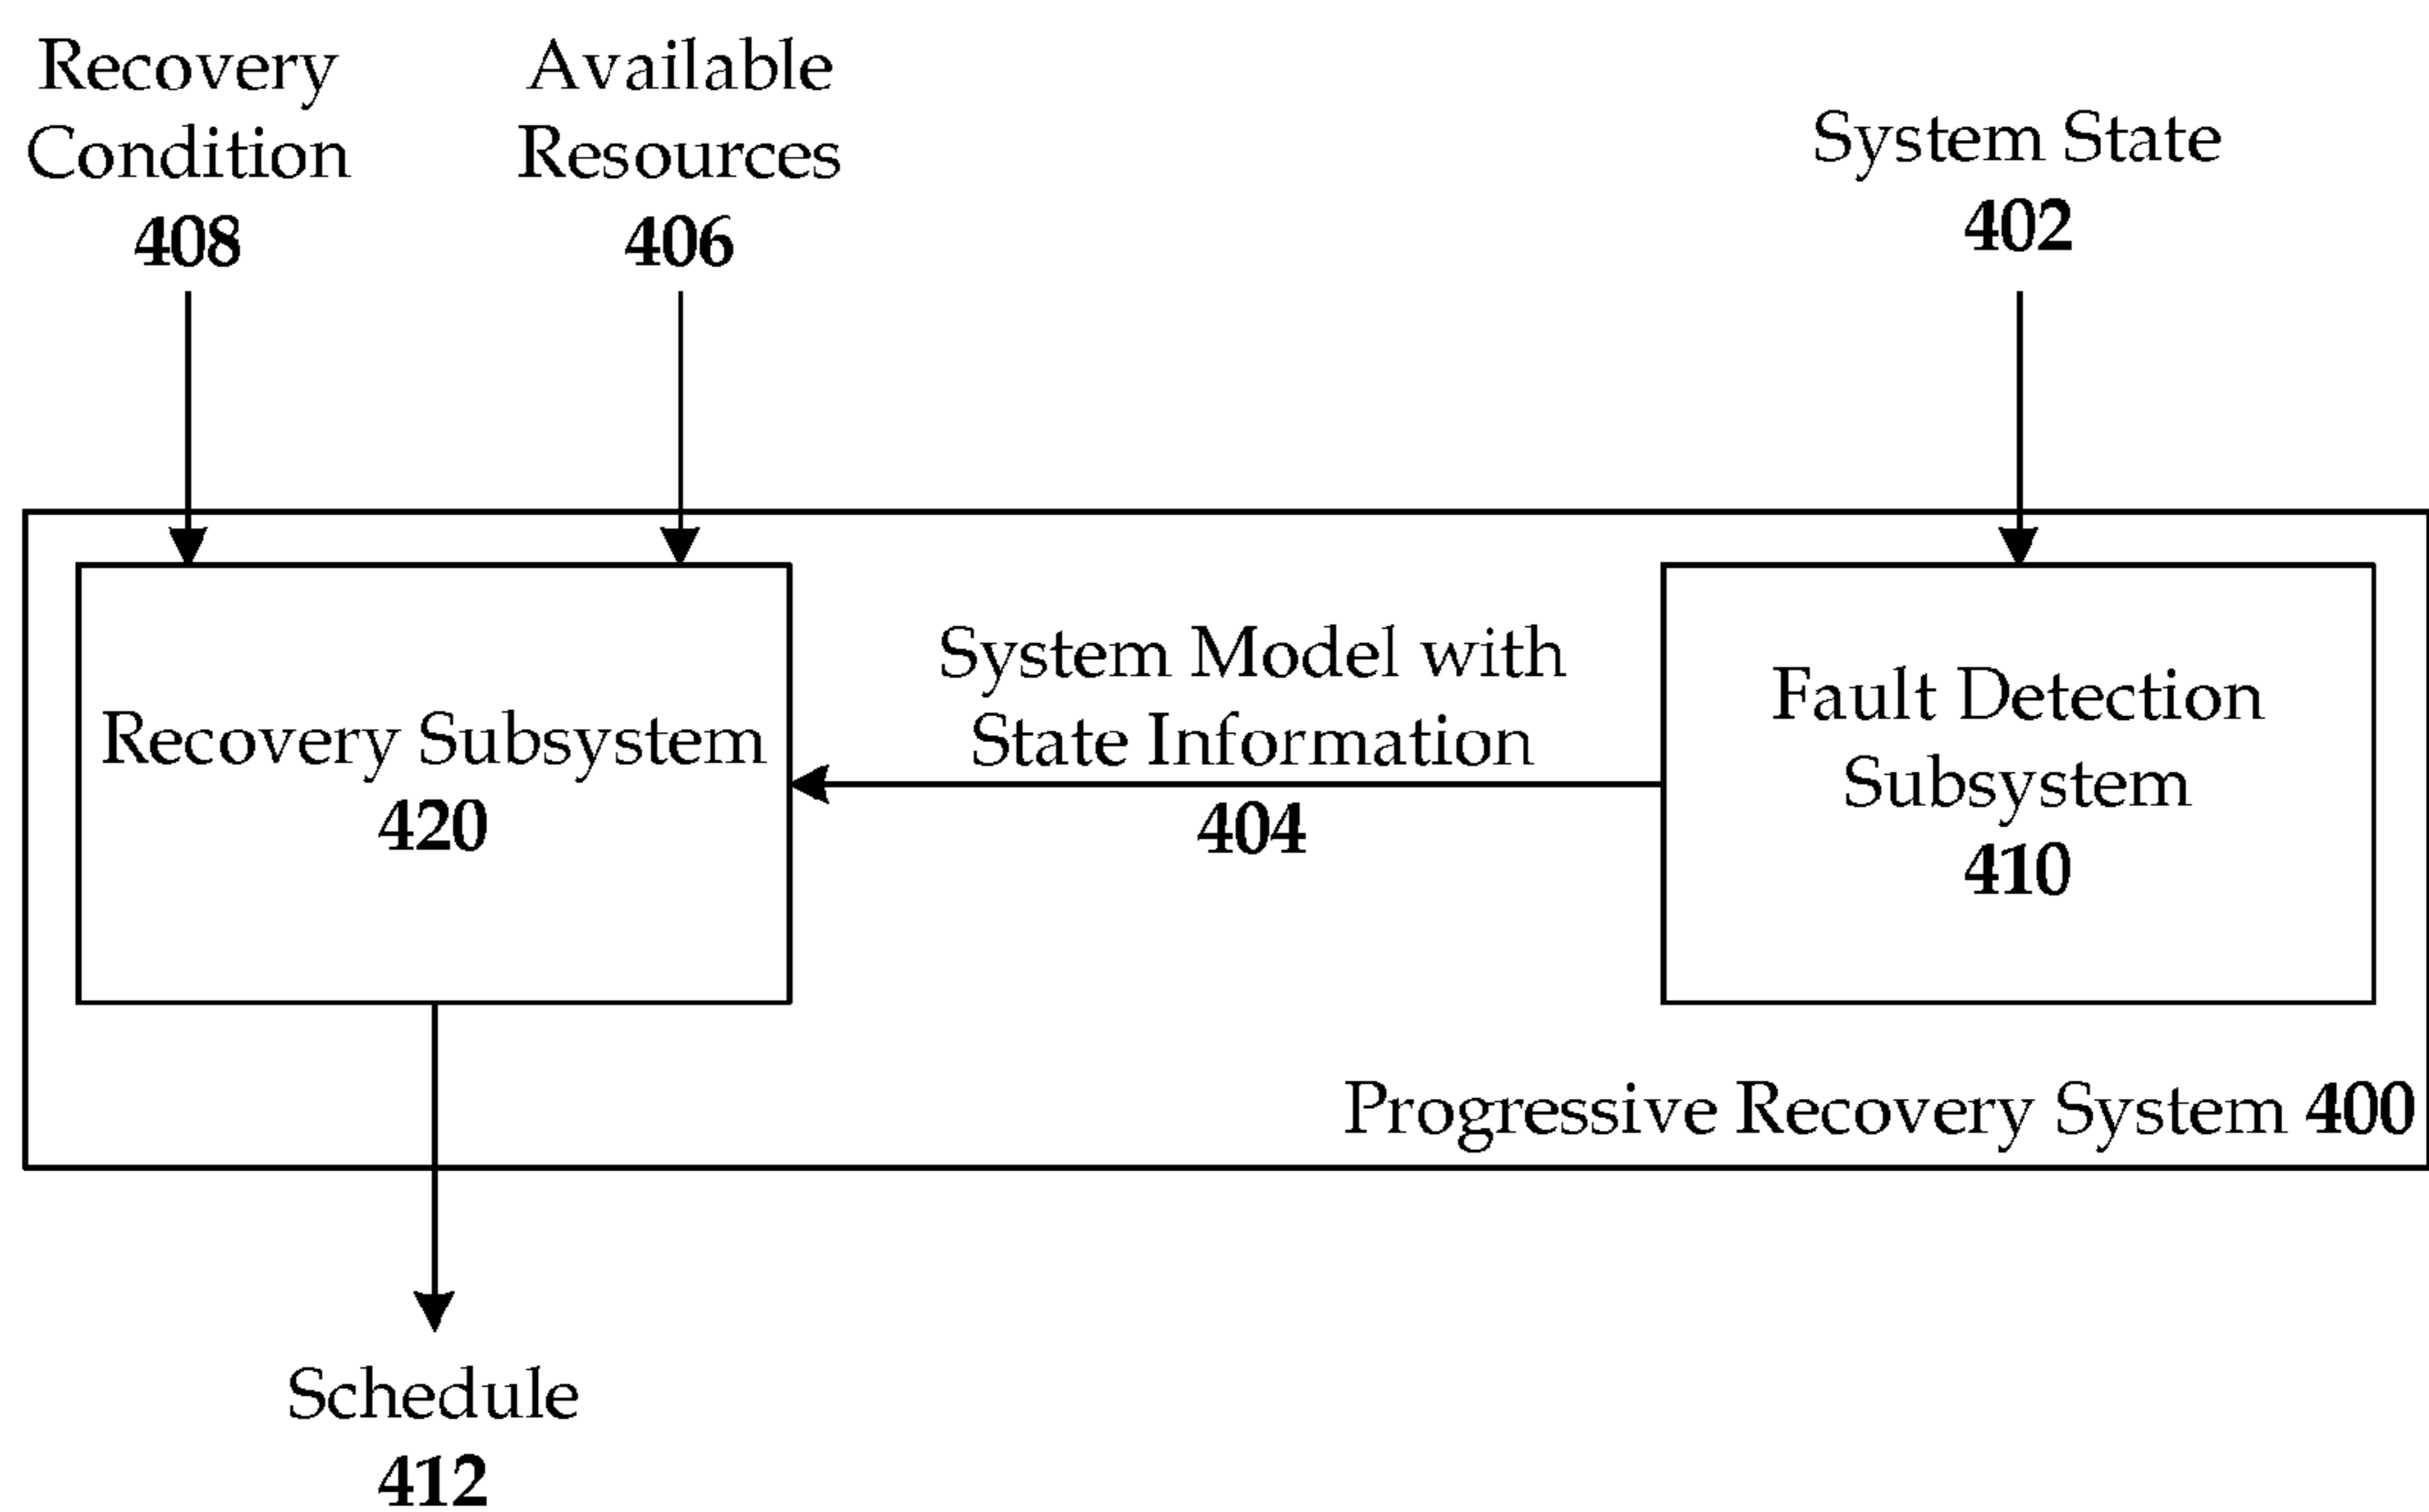 Recovery
Condition
408
Available
Resources
406
System State
402
Recovery Subsystem
420
System Model with
State Information
404
Fault Detection
Subsystem
410
Progressive Recovery System 400
Schedule
412